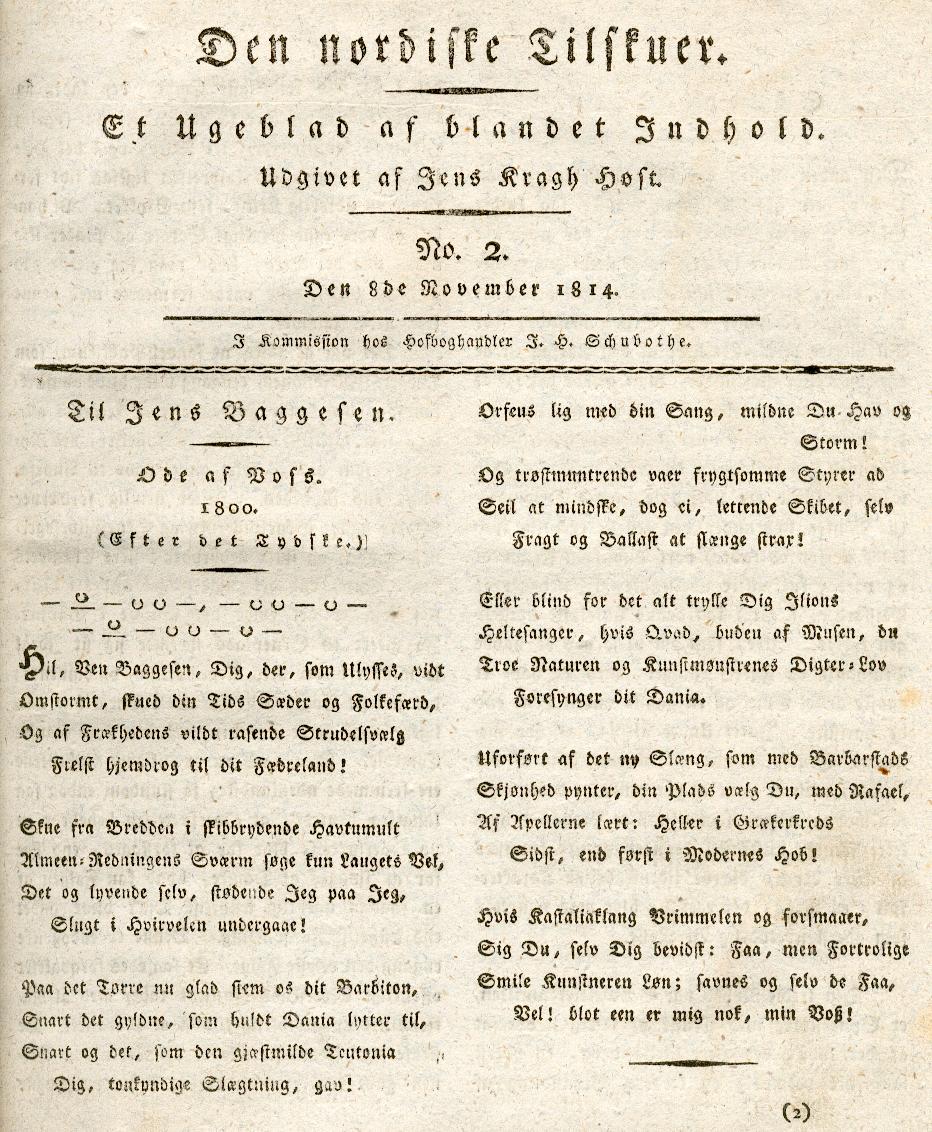 Den nordiske Tilskuer.
Et Ugeblad af blandet Indhold.
Udgivet af Jens Kragh Høst.
No. 2.
Den 8de November 1814.
I Kommission hos Hofboghandler J. H. Schubothe.
Til Jens Baggesen.
Ode af Voss.
1800.
(Efter det Tydske.)
— ⏓ — ◡ ◡ —, — ◡ ◡ — ◡ —
— ⏓ — ◡ ◡ — ◡ —
Hil, Ven Baggesen, Dig, der, som Ulysses, vidt
Omstormt, skued din Tids Sæder og Folkefærd,
Og af Frækhedens vildt rasende Strudelsvælg
Frelst hjemdrog til dit Fædreland!
Skue fra Bredden i skibbrydende Havtumult
Almeen-Redningens Sværm søge kun Laugets Vel,
Det og lyvende selv, stødende Jeg paa Jeg,
Slugt i Hvirvelen undergaae!
Paa det Tørre nu glad stem os dit Barbiton,
Snart det gyldne, som huldt Dania lytter til,
Snart og det, som den gjæstmilde Teutonia
Dig, tonkyndige Slægtning, gav!
Orfeus lig med din Sang, mildne Du Hav og
Storm!
Og trøstmuntrende vaer frygtsomme Styrer ad
Seil at mindske, dog ei, lettende Skibet, selv
Fragt og Ballast at slænge strax!
Eller blind for det alt trylle Dig Ilions
Heltesanger, hvis Qvad, buden af Musen, du
Troe Naturen og Kunstmønstrenes Digter-Lov
Foresynger dit Dania.
Uforført af det ny Slæng, som med Barbarstads
Skjønhed pynter, din Plads vælg Du, med Rafael,
Af Apellerne lært: Heller i Grækerkreds
Sidst, end først i Modernes Hob!
Hvis Kastaliaklang Vrimmelen og forsmaaer,
Sig Du, selv Dig bevidst: Faa, men Fortrolige
Smile Kunstneren Løn; savnes og selv de Faa,
Vel! blot een er mig nok, min Voß!
(2)